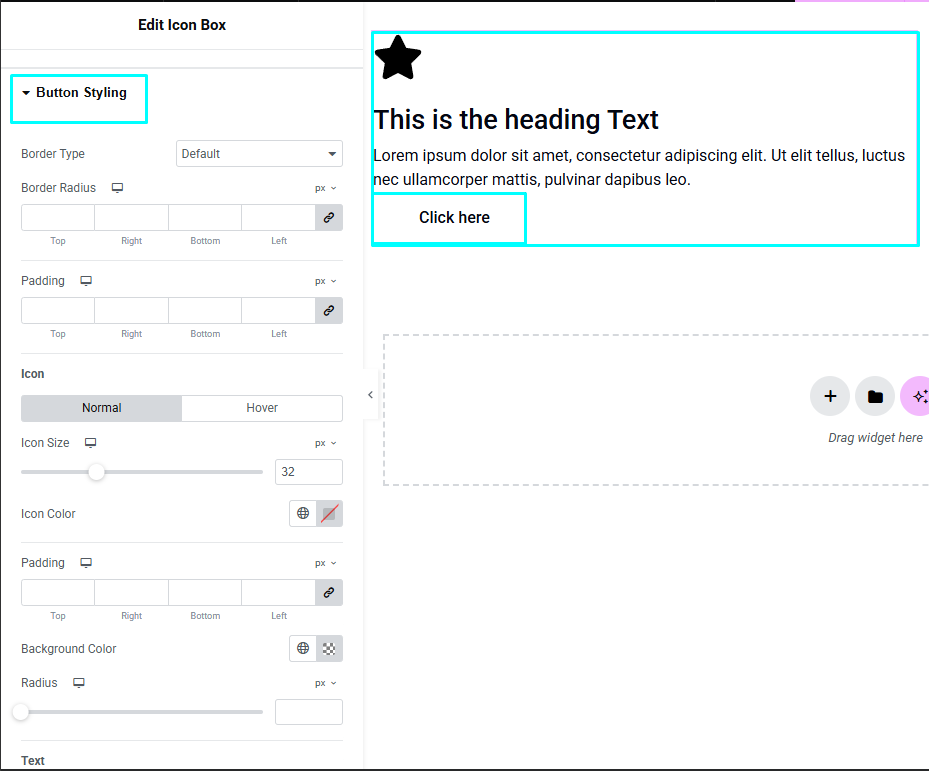 Edit Icon Box
Button Styling
Border Type
Default
Border Radius
px
Top
Right
Bottom
Left
Padding
px
Top
Right
Bottom
Left
Icon
Normal
Hover
Icon Size
px
32
Icon Color
Padding
px
Top
Right
Bottom
Left
Background Color
Radius
px
Text
This is the heading Text
Lorem ipsum dolor sit amet, consectetur adipiscing elit. Ut elit tellus, luctus
nec ullamcorper mattis, pulvinar dapibus leo.
Click here
Drag widget here